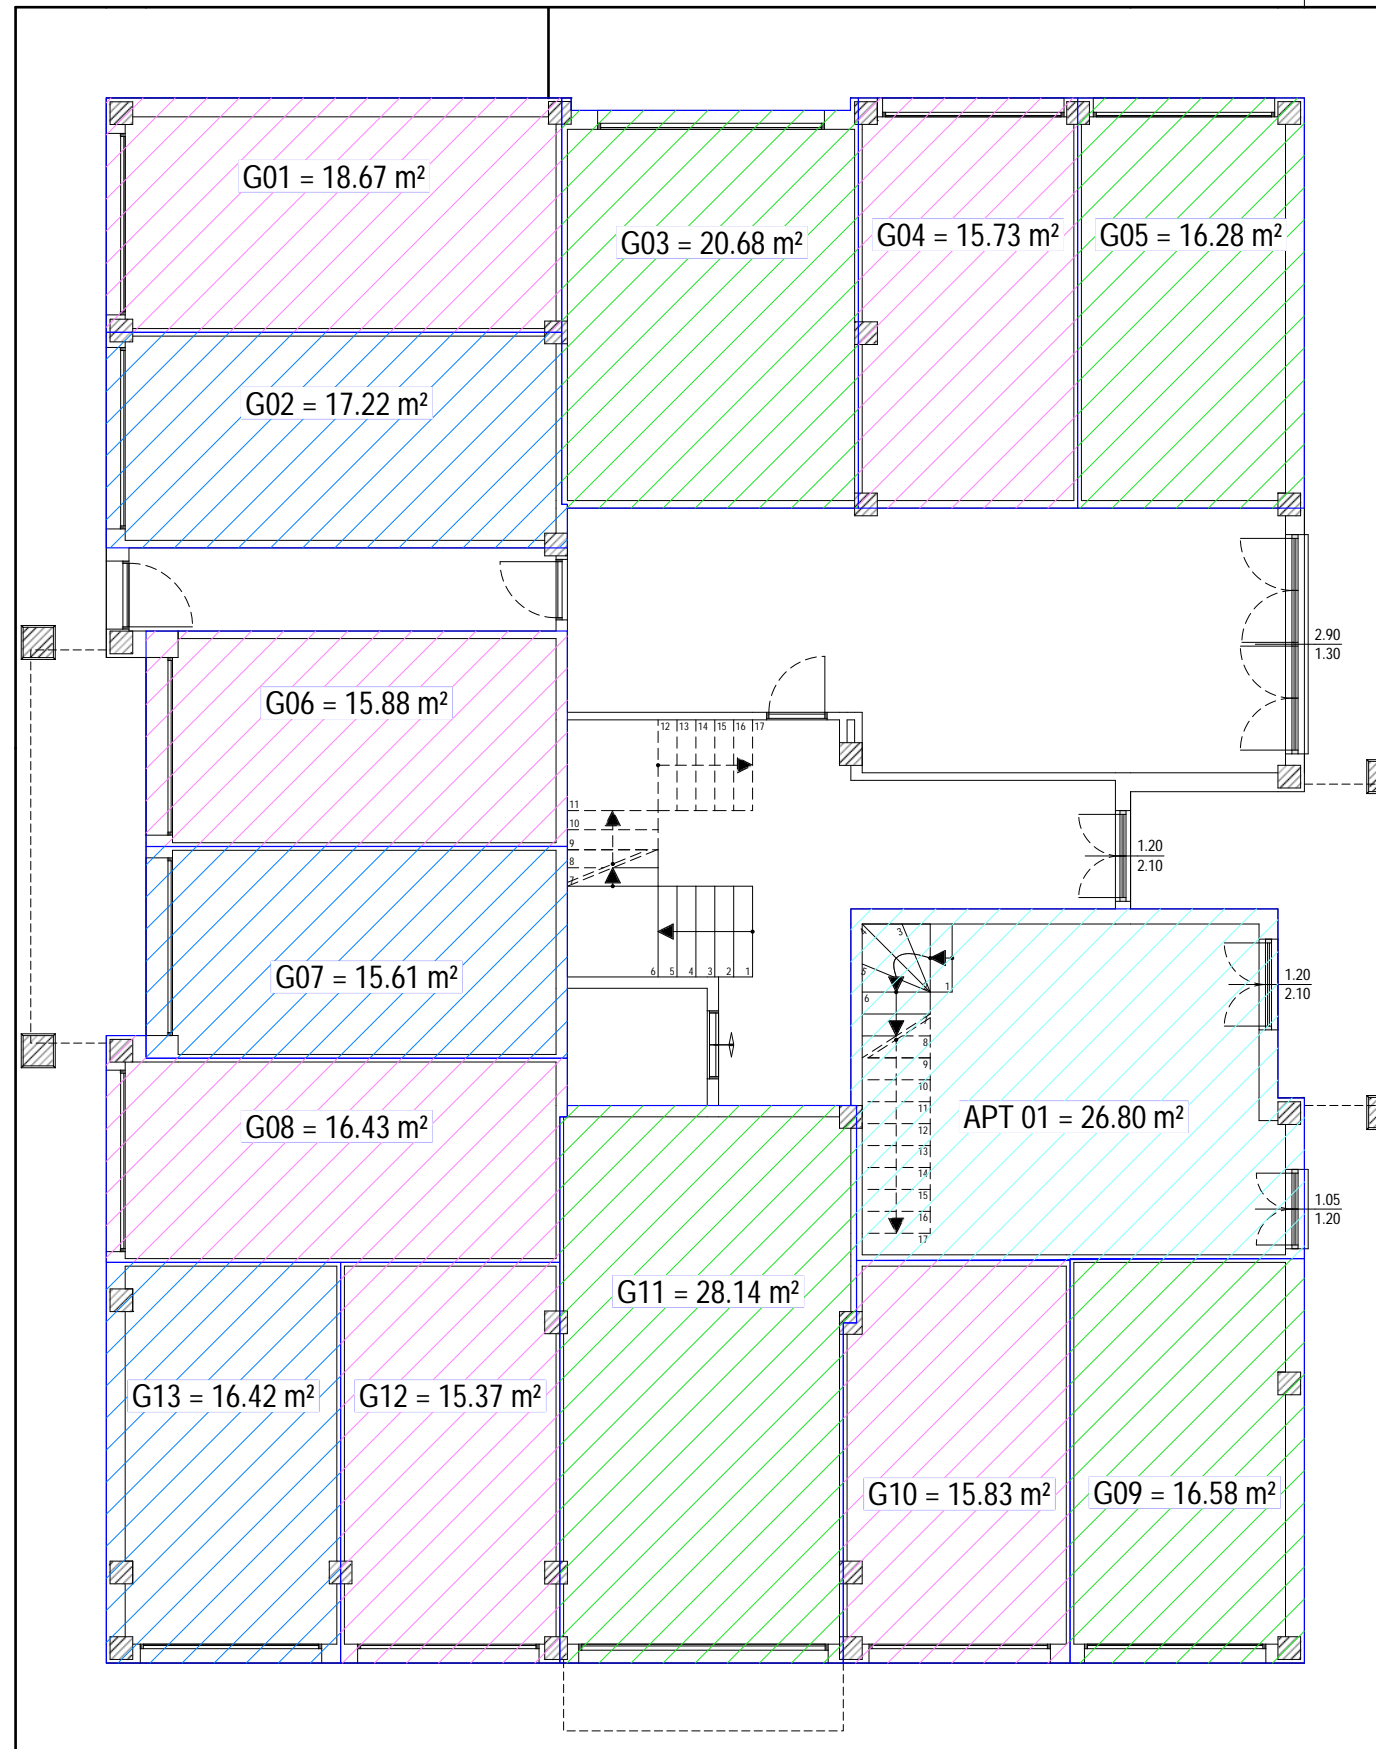 G01 = 18.67 m²
G03 = 20.68 m²
G04 = 15.73 m²
G05 = 16.28 m²
G02 = 17.22 m²
2.90
1.30
G06 = 15.88 m²
12 13 14 15 16 17
11
10
9
8
7
1.20
2.10
6 5 4 3 2 1
G07 = 15.61 m²
4 3
5
6 1
1.20
2.10
7
8
9
10
11
12
13
14
15
16
17
G08 = 16.43 m²
APT 01 = 26.80 m²
1.05
1.20
G11 = 28.14 m²
G13 = 16.42 m²
G12 = 15.37 m²
G10 = 15.83 m²
G09 = 16.58 m²